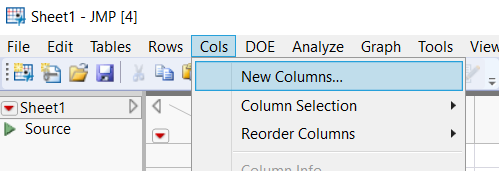 Sheet1 - JMP [4]
File Edit Tables Rows Cols DOE Analyze Graph Tools View
New Columns...
Sheet1
Column Selection
Source
Reorder Columns
Column Info